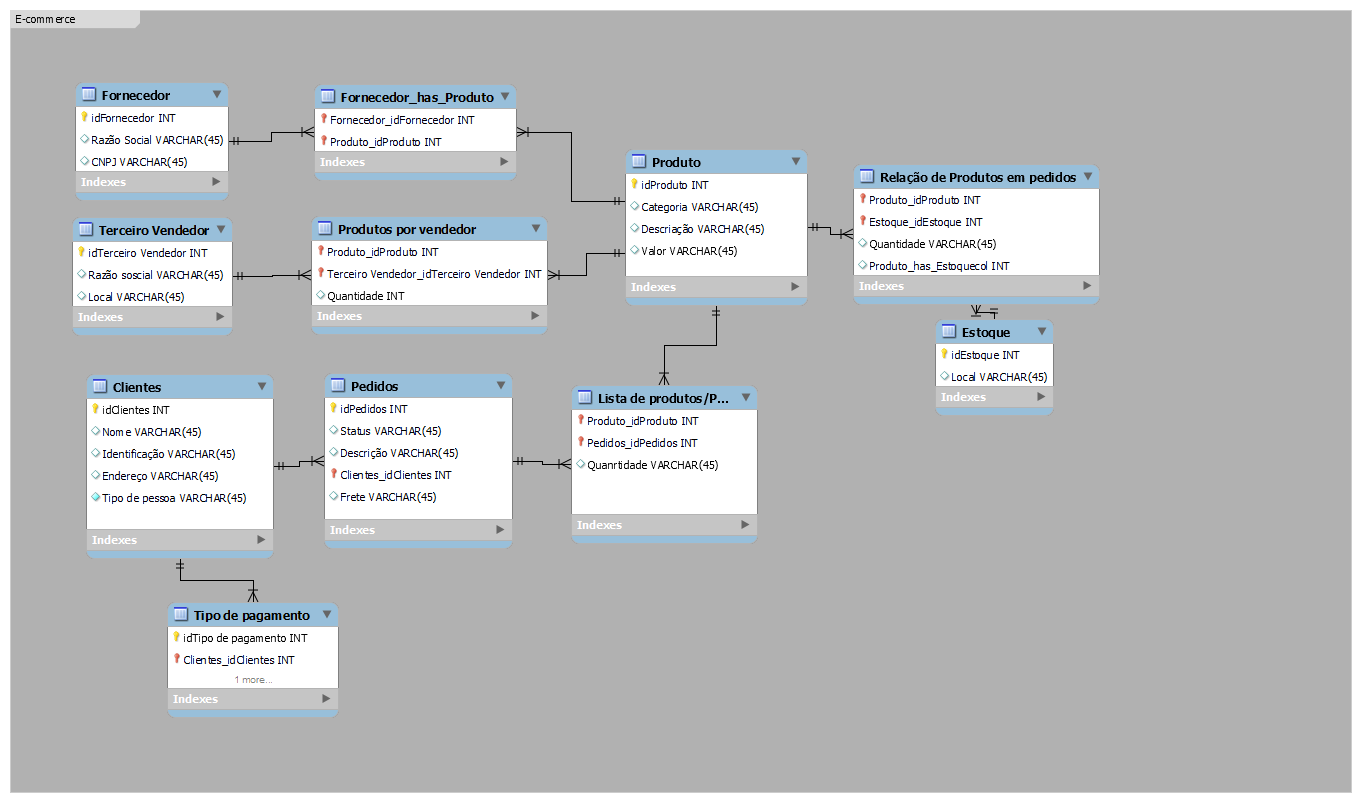 E-commerce
Fornecedor
idFornecedor INT
Razão Social VARCHAR(45)
CNPJ VARCHAR(45)
Indexes
Fornecedor_has_Produto
Fornecedor_idFornecedor INT
Produto_idProduto INT
Indexes
Produto
idProduto INT
Categoria VARCHAR(45)
Descriação VARCHAR(45)
Valor VARCHAR(45)
Indexes
Relação de Produtos em pedidos
Produto_idProduto INT
Estoque_idEstoque INT
Quantidade VARCHAR(45)
Produto_has_Estoquecol INT
Indexes
Terceiro Vendedor
idTerceiro Vendedor INT
Razão soscial VARCHAR(45)
Local VARCHAR(45)
Indexes
Produtos por vendedor
Produto_idProduto INT
Terceiro Vendedor_idTerceiro Vendedor INT
Quantidade INT
Indexes
Estoque
idEstoque INT
Local VARCHAR(45)
Indexes
Clientes
idClientes INT
Nome VARCHAR(45)
Identificação VARCHAR(45)
Endereço VARCHAR(45)
Tipo de pessoa VARCHAR(45)
Indexes
Pedidos
idPedidos INT
Status VARCHAR(45)
Descrição VARCHAR(45)
Clientes_idClientes INT
Frete VARCHAR(45)
Indexes
Lista de produtos/P...
Produto_idProduto INT
Pedidos_idPedidos INT
Quanrtidade VARCHAR(45)
Indexes
Tipo de pagamento
idTipo de pagamento INT
Clientes_idClientes INT
1 more...
Indexes